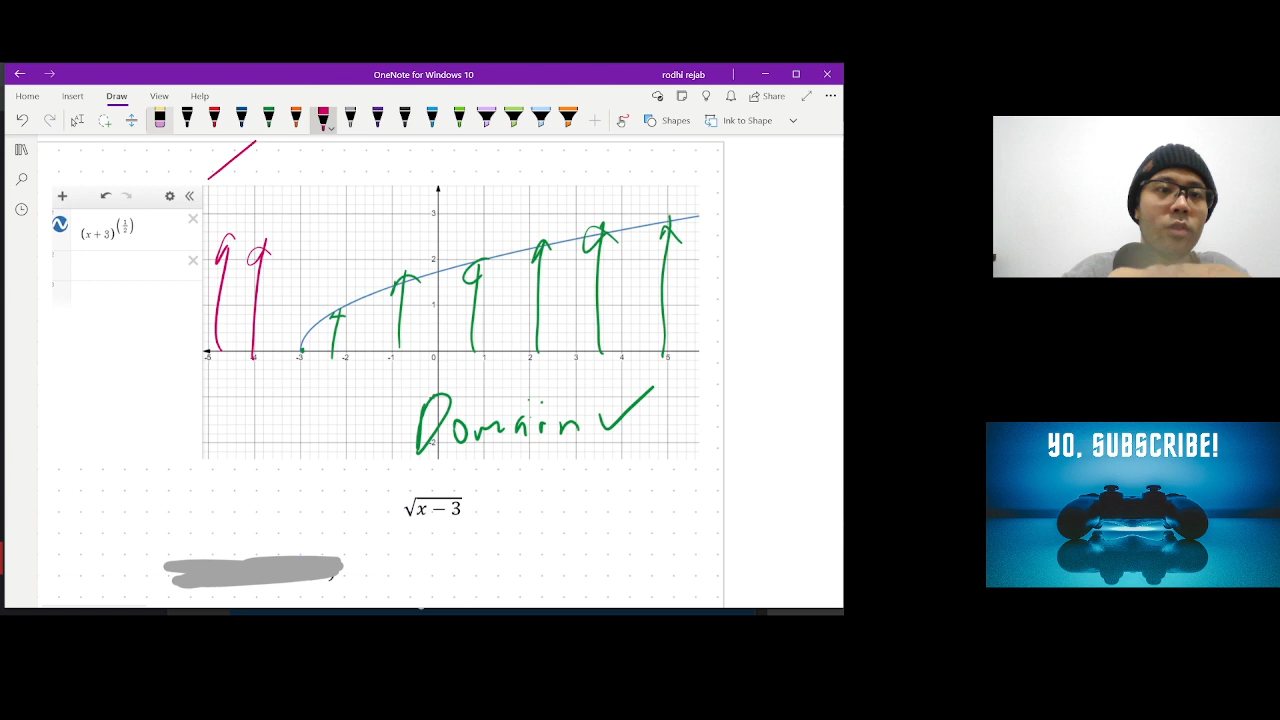 OneNote for Windows 10
rodhi rejab
Home Insert Draw View Help
Share
Shapes
Ink to Shape
(x + 3)^(1/2)
3
2
1
-5 -4 -3 -2 -1 0 1 2 3 4 5
-2
Domain ✓
√x − 3
YO, SUBSCRIBE!